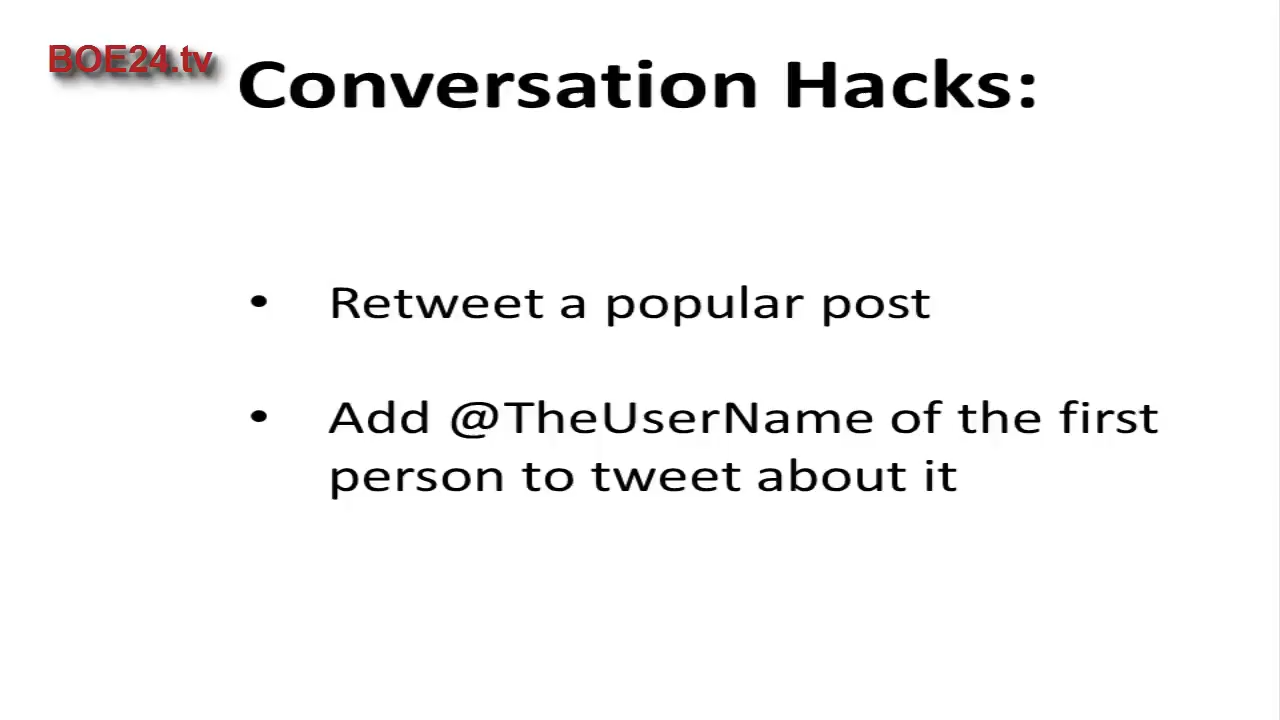 BOE24.tv
Conversation Hacks:
• Retweet a popular post
• Add @TheUserName of the first
person to tweet about it